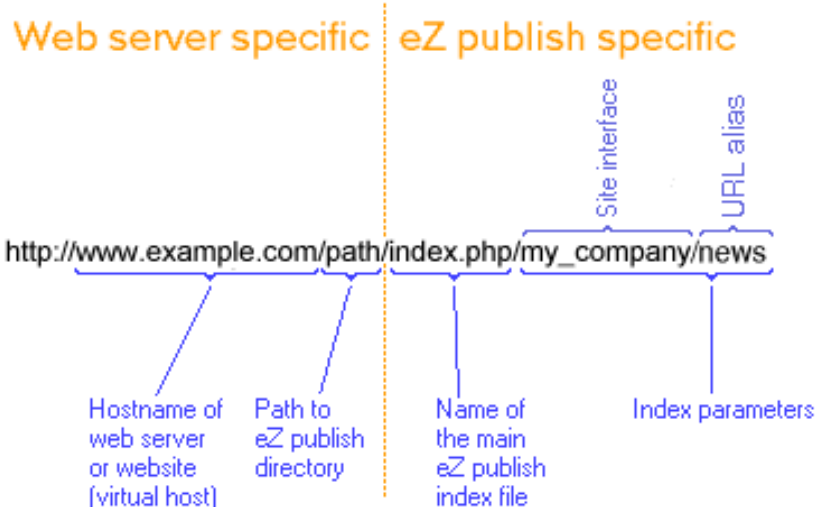 Web server specific eZ publish specific
Site interface
URL alias
http://www.example.com/path/index.php/my_company/news
Hostname of
web server
or website
(virtual host)
Path to
eZ publish
directory
Name of
the main
eZ publish
index file
Index parameters